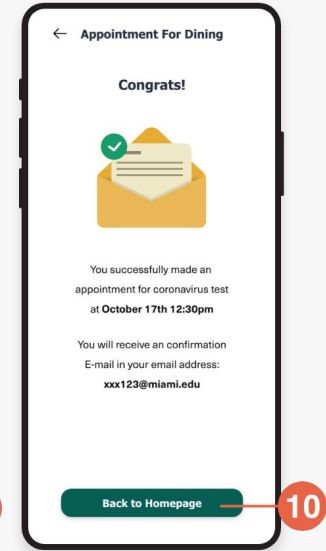 ← Appointment For Dining
Congrats!
You successfully made an
appointment for coronavirus test
at October 17th 12:30pm
You will receive an confirmation
E-mail in your email address:
xxx123@miami.edu
Back to Homepage
10